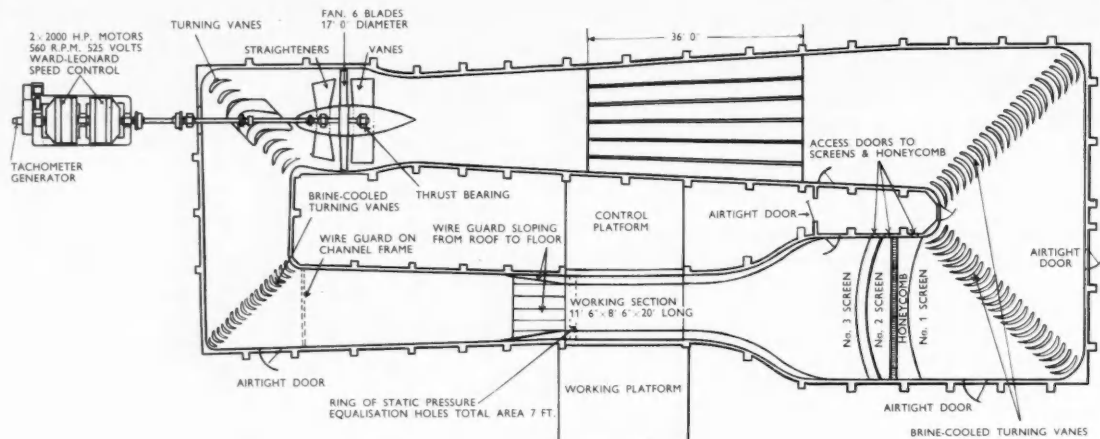 2 × 2000 H.P. MOTORS
560 R.P.M. 525 VOLTS
WARD-LEONARD
SPEED CONTROL
TURNING VANES
FAN. 6 BLADES
17' 0" DIAMETER
STRAIGHTENERS
VANES
36' 0"
TACHOMETER
GENERATOR
THRUST BEARING
ACCESS DOORS TO
SCREENS & HONEYCOMB
BRINE-COOLED
TURNING VANES
WIRE GUARD ON
CHANNEL FRAME
WIRE GUARD SLOPING
FROM ROOF TO FLOOR
CONTROL
PLATFORM
AIRTIGHT DOOR
AIRTIGHT
DOOR
WORKING SECTION
11' 6" × 8' 6" × 20' LONG
No. 3 SCREEN
No. 2 SCREEN
HONEYCOMB
No. 1 SCREEN
AIRTIGHT DOOR
RING OF STATIC PRESSURE
EQUALISATION HOLES TOTAL AREA 7 FT.
WORKING PLATFORM
AIRTIGHT DOOR
BRINE-COOLED TURNING VANES